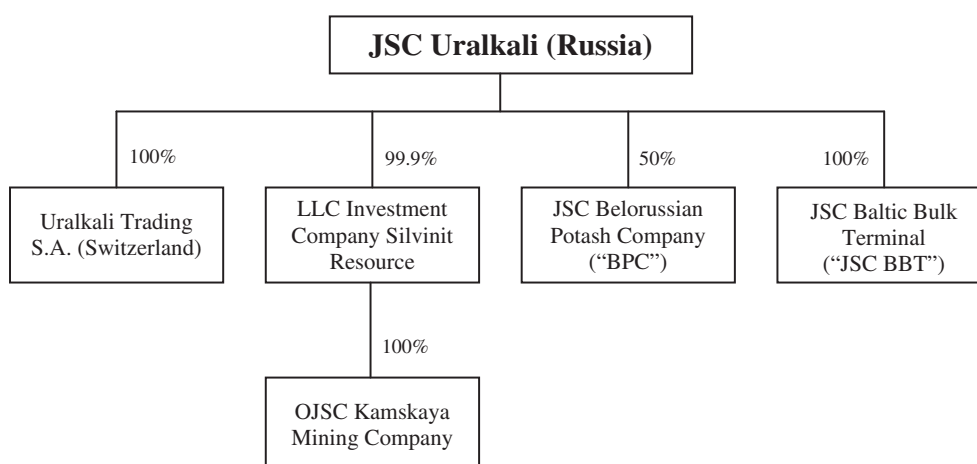 JSC Uralkali (Russia)
100%
99.9%
50%
100%
Uralkali Trading
S.A. (Switzerland)
LLC Investment
Company Silvinit
Resource
JSC Belorussian
Potash Company
(“BPC”)
JSC Baltic Bulk
Terminal
(“JSC BBT”)
100%
OJSC Kamskaya
Mining Company